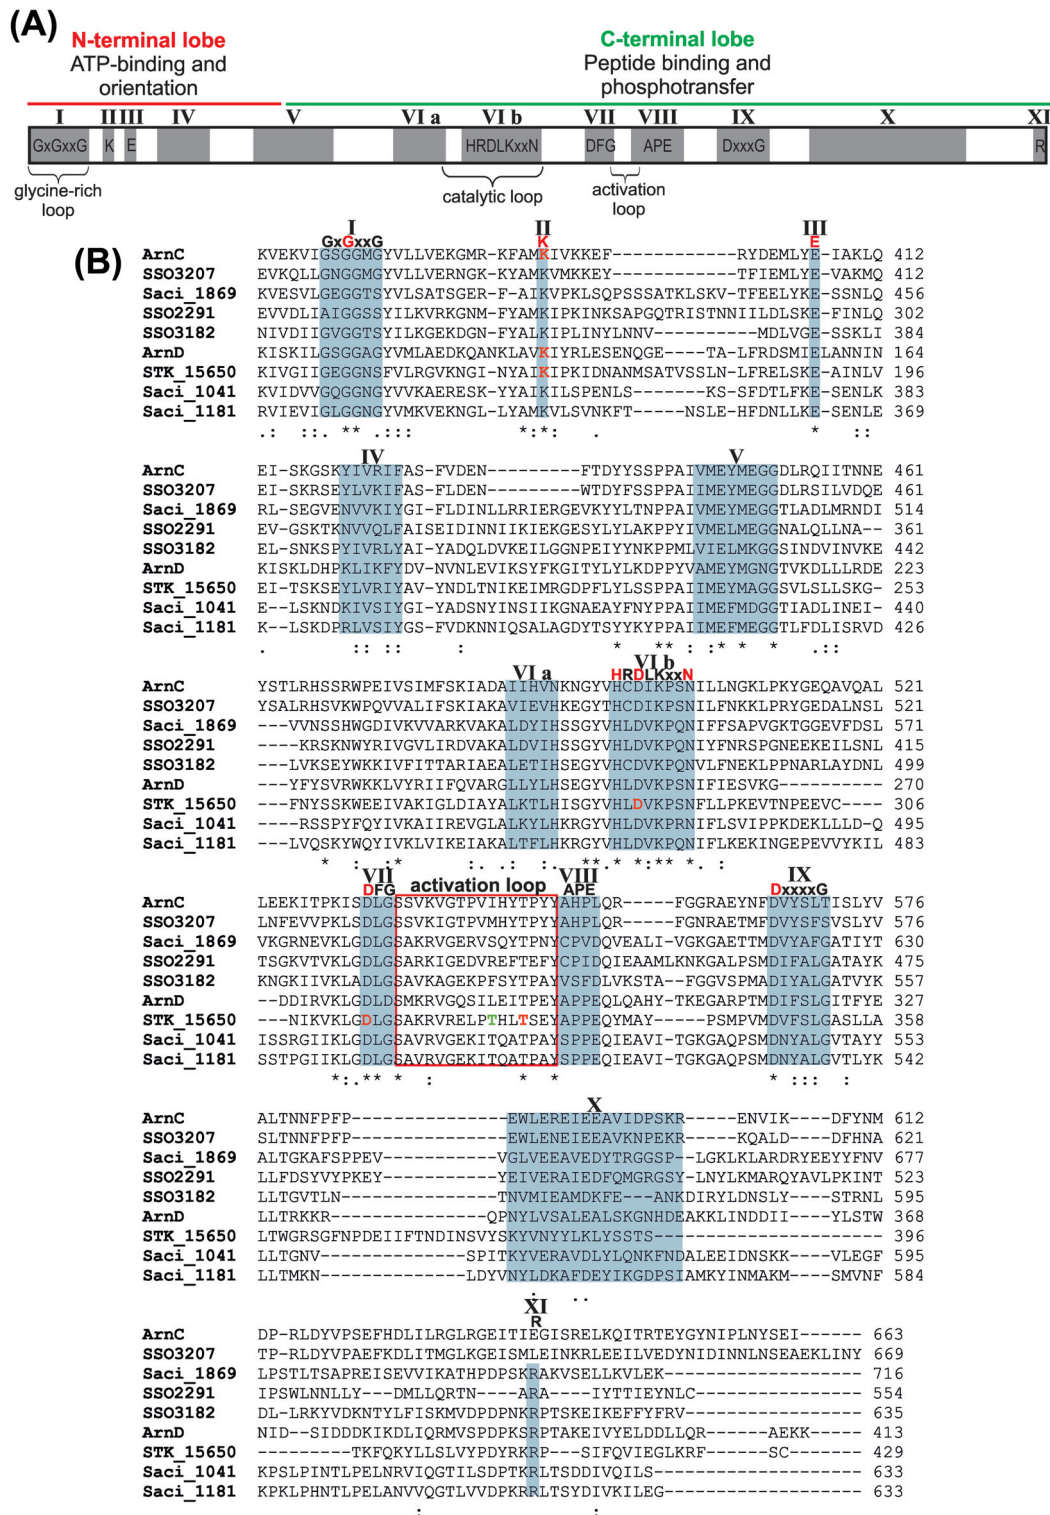 (A)
N-terminal lobe
ATP-binding and
orientation
C-terminal lobe
Peptide binding and
phosphotransfer
I II III IV V VI a VI b VII VIII IX X XI
GxGxxG K E HRDLKxxN DFG APE DxxxG R
glycine-rich
loop
catalytic loop
activation
loop
(B)
I II III
GxGxxG K E
ArnC KVEKVIGSGGMGYVLLVEKGMR-KFAMKIVKKEF------------RYDEMLYE-IAKLQ 412
SSO3207 EVKQLLGNGGMGYVLLVEKDGK-KYAMKVMKKEY------------TFIEMLYE-VAKMQ 412
Saci_1869 KVESVLGEGGTSYVLSATSGER-F-AIKVPKLSQPSSSATKLSKV-TFEELYKE-SSNLQ 456
SSO2291 EVVDLIAIGGSSYILKVRKGNM-KYAMKIPKINKSAPGQTRISTNNIILDLSKE-FINLQ 302
SSO3182 NIVDIIGVGGTSYILKGEKDGN-FYALKIPLINYLNNV----------MDLVGE-SSKLI 384
ArnD KISKILGSGGAGYVMLAEDKQANKLAVKIYRLESENQGE----TA-LFRDSMIELANNIN 164
STK_15650 KIVGIIGEGGNSFVLRGVKNGI-NYAIKIPKIDNANMSATVSSLN-LFRELSKE-AINLV 196
Saci_1041 KVIDVVGQGGNGYVVKAERESK-YYAIKILSPELN--------KS-FSDTLFKE-SENLK 383
Saci_1181 RVIEVIGLGGNGYVMKVEKNGL-LYAMKVLSVNKFT-----NSLE-HFDNLLKE-SENLK 369
.: ::. ** .::: *:*: . * ::
IV V
ArnC EI-SKGSKYIVRIFAS-FVDEN---------FTDYYSSPPAIVMEYMEGGDLRQIITNNE 461
SSO3207 EI-SKRSEYLVKIFAS-FLDEN---------WTDYFSSPPAIIMEYMEGGDLRSILVDQE 461
Saci_1869 RL-SEGVENVVKIYGI-FLDINLLRRIERGEVKYYLTNPPAIVMEYMEGGTLADLMRNDI 514
SSO2291 EV-GSKTKNVVQLFAISEIDINNIIKIEKGESYLYLAKPPYIVMELMEGGNALQLLNA-- 361
SSO3182 EL-SNKSPYIVRLYAI-YADQLDVKEILGGNPEIYYNKPPMLVIELMKGGSINDVINVKE 442
ArnD KISKLDHPKLIKFYDV-NVNLEVIKSYFKGITYLYLKDPPYVAMEYMGNGTVKDLLLRDE 223
STK_15650 EI-TSKSEYLVRIYAV-YNDLTNIKEIMRGDPFLYLSSPPAIIMEYMAGGSVLSLLSKG- 253
Saci_1041 E--LSKNDKIVSIYGI-YADSNYINSIIKGNAEAYFNYPPAIIMEFMDGGTIADLINEI- 440
Saci_1181 K--LSKDPRLVSIYGS-FVDKNNIQSALAGDYTSYYKYPPAIIMEFMEGGTLFDLISRVD 426
. :: : : * ** :: * * .::
VI a VI b
HRDLKxxN
ArnC YSTLRHSSRWPEIVSIMFSKIADAIIHVNKNGYVHCDIKPSNILLNGKLPKYGEQAVQAL 521
SSO3207 YSALRHSVKWPQVVALIFSKIAKAVIEVHKEGYTHCDIKPSNILFNKKLPRYGEDALNSL 521
Saci_1869 ---VVNSSHWGDIVKVVARKVAKALDYIHSSGYVHLDVKPQNIFFSAPVGKTGGEVFDSL 571
SSO2291 ----KRSKNWYRIVGVLIRDVAKALDVIHSSGYVHLDVKPQNIYFNRSPGNEEKEILSNL 415
SSO3182 ---LVKSEYWKKVIFITTARIAEALETIHSEGYVHCDVKPQNVLFNEKLPPNARLAYDNL 499
ArnD ----YFYSVRWKKLVYRIIFQVARGLLYLHSEGYVHLDVKPSNIFIESVKG--------- 270
STK_15650 ---FNYSSKWEEIVAKIGLDIAYALKTLHISGYVHLDVKPSNFLLPKEVTNPEEVC---- 306
Saci_1041 ----RSSPYFQYIVKAIIREVGLALKYLHKRGYVHLDVKPRNIFLSVIPPKDEKLLLD-Q 495
Saci_1181 ---LVQSKYWQYIVKLVIKEIAKALTFLHKRGYVHLDVKPQNIFLKEKINGEPEVVYKIL 483
* : :* :. .: :. **.* *:** * . :
VII activation loop VIII IX
DFG APE DxxxxG
ArnC LEEKITPKISDLGSSVKVGTPVIHYTPYYAHPLQR-----FGGRAEYNFDVYSLTISLYV 576
SSO3207 LNFEVVPKLSDLGSSVKIGTPVMHYTPYYAHPLQR-----FGNRAETMFDVYSFSVSLYV 576
Saci_1869 VKGRNEVKLGDLGSAKRVGERVSQYTPNYCPVDQVEALI-VGKGAETTMDVYAFGATIYT 630
SSO2291 TSGKVTVKLGDLGSARKIGEDVREFTEFYCPIDQIEAAMLKNKGALPSMDIFALGATAYK 475
SSO3182 KNGKIIVKLADLGSAKVAGEKPFSYTPAYVSFDLVKSTA--FGGVSPMADIYALGATVYK 557
ArnD --DDIRVKLGDLDSMKRVGQSILEITPEYAPPEQLQAHY-TKEGARPTMDIFSLGITFYE 327
STK_15650 ---NIKVKLGDLGSAKRVRELPTHLTSEYAPPEQYMAY-----PSMPVMDVFSLGASLLA 358
Saci_1041 ISSRGIIKLGDLGSAVRVGEKITQATPAYSPPEQIEAVI-TGKGAQPSMDNYALGATYYY 553
Saci_1181 SSTPGIIKLGDLGSAVRVGEKITQATPAYSPPEQIEAVI-TGKGAQPSMDNYALGVTLYK 542
*:.** * : * * * ::: :
X
ArnC ALTNNFPFP---------------EWLEREIEEAVIDPSKR-----ENVIK----DFYNM 612
SSO3207 SLTNNFPFP---------------EWLENEIEEAVKNPEKR-----KQALD----DFHNA 621
Saci_1869 ALTGKAFSPPEV-----------VGLVEEAVEDYTRGGSP--LGKLKLARDRYEEYYFNV 677
SSO2291 LLFDSYVYPKEY-----------YEIVERAIEDFQMGRGSY-LNYLKMARQYAVLPKINT 523
SSO3182 LLTGVTLN---------------TNVMIEAMDKFE---ANKDIRYLDNSLY----STRNL 595
ArnD LLTRKKR---------------QPNYLVSALEALSKGNHDEAKKLINDDII----YLSTW 368
STK_15650 LLTWGRSGFNPDEIIFTNDINSVYSKYVNYYLKLYSSTS--------------------- 396
Saci_1041 LLTGNV--------------SPITKYVERAVDLYLQNKFNDALEEIDNSKK----VLEGF 595
Saci_1181 LLTMKN--------------LDYVNYLDKAFDEYIKGDPSIAMKYINMAKM----SMVNF 584
: ..
XI
R
ArnC DP-RLDYVPSEFHDLILRGLRGEITIEGISRELKQITRTEYGYNIPLNYSEI------ 663
SSO3207 TP-RLDYVPAEFKDLITMGLKGEISMLEINKRLEEILVEDYNIDINNLNSEAEKLINY 669
Saci_1869 LPSTLTSAPREISEVVIKATHPDPSKRAKVSELLKVLEK------------------- 716
SSO2291 IPSWLNNLLY--DMLLQRTN---ARA---IYTTIEYNLC---------------- 554
SSO3182 DL-LRKYVDKNTYLFISKMVDPDPNKRPTSKEIKEFFYFRV----------------- 635
ArnD NID--SIDDDKIKDLIQRMVSPDPKSRPTAKEIVYELDDLLQR------AEKK----- 413
STK_15650 ---------TKFQKYLLSLVYPDYRKRP---SIFQVIEGLKRF------SC------- 429
Saci_1041 KPSLPINTLPELNRVIQGTILSDPTKRLTSDDIVQILS-------------------- 633
Saci_1181 KPKLPHNTLPELANVVQGTLVVDPKRRLTSYDIVKILEG------------------- 633
: :